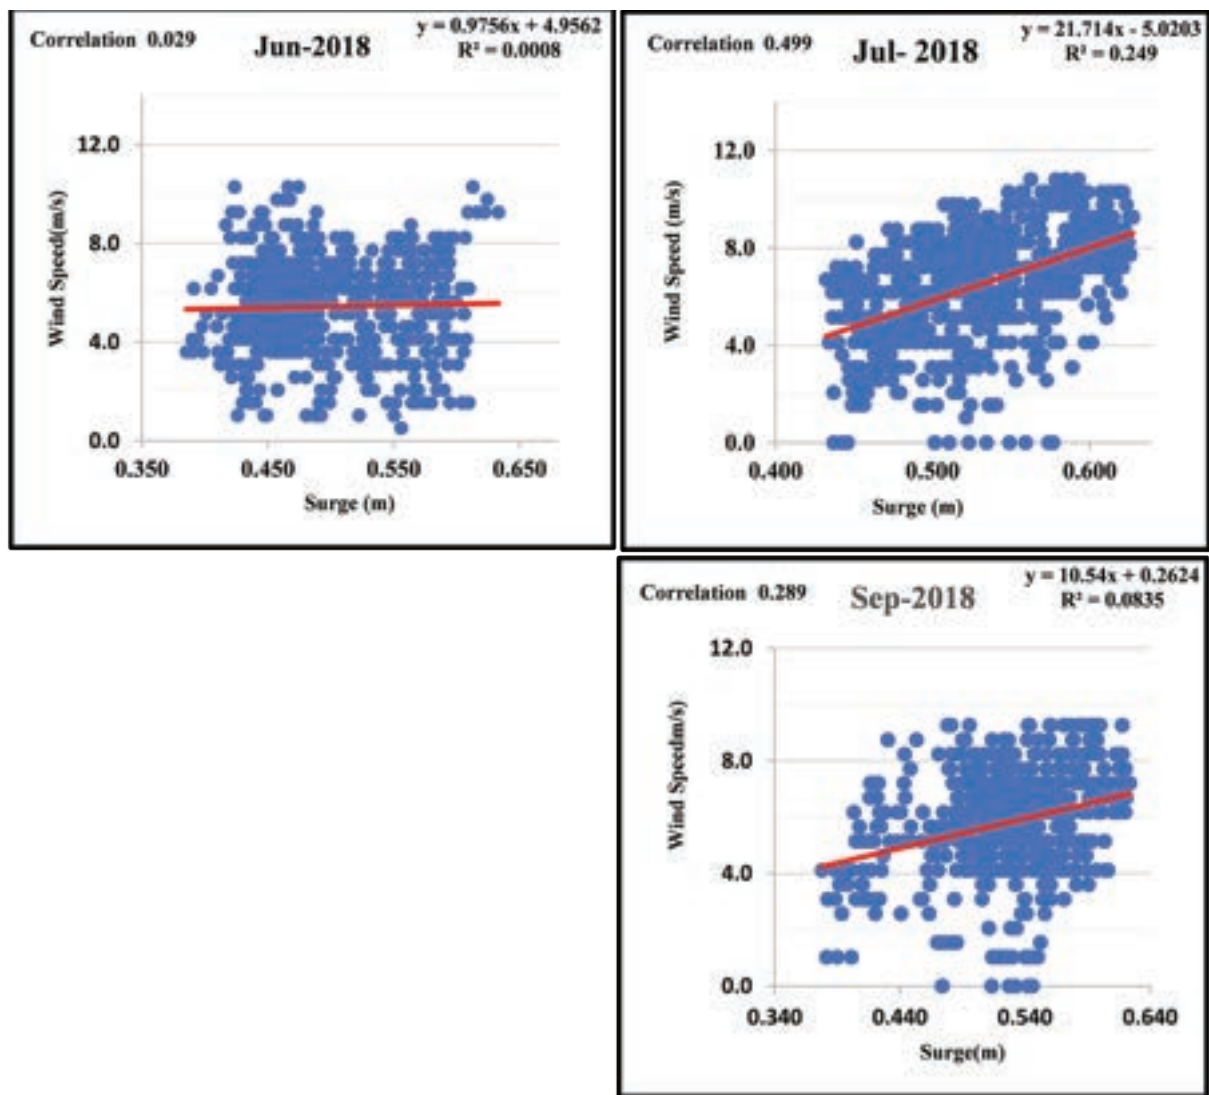 Correlation 0.029
Jun-2018
y = 0.9756x + 4.9562
R² = 0.0008
12.0
8.0
4.0
0.0
Wind Speed(m/s)
0.350 0.450 0.550 0.650
Surge (m)
Correlation 0.499
Jul- 2018
y = 21.714x - 5.0203
R² = 0.249
12.0
8.0
4.0
0.0
Wind Speed (m/s)
0.400 0.500 0.600
Surge (m)
Correlation 0.289
Sep-2018
y = 10.54x + 0.2624
R² = 0.0835
12.0
8.0
4.0
0.0
Wind Speedm/s)
0.340 0.440 0.540 0.640
Surge(m)